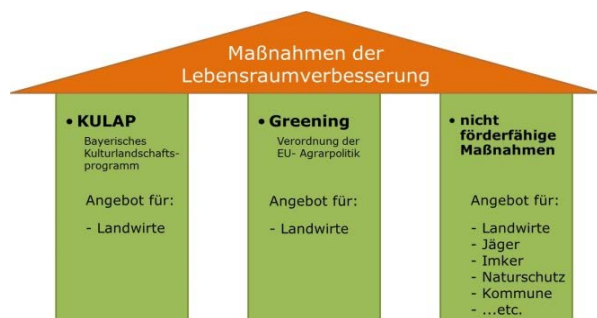 Maßnahmen der
Lebensraumverbesserung
• KULAP
Bayerisches
Kulturlandschafts-
programm
Angebot für:
- Landwirte
• Greening
Verordnung der
EU- Agrarpolitik
Angebot für:
- Landwirte
• nicht
förderfähige
Maßnahmen
Angebot für:
- Landwirte
- Jäger
- Imker
- Naturschutz
- Kommune
- ...etc.